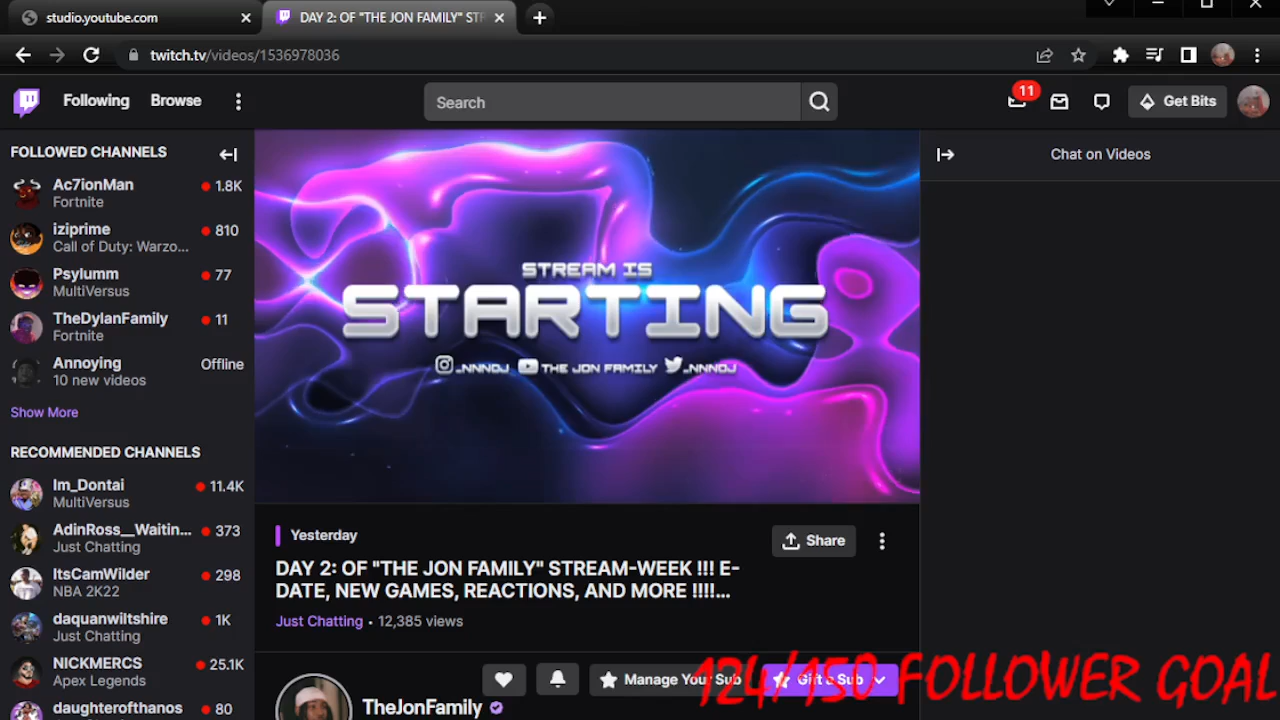 studio.youtube.com
DAY 2: OF "THE JON FAMILY" STR
twitch.tv/videos/1536978036
Following
Browse
Search
11
Get Bits
FOLLOWED CHANNELS
Ac7ionMan
1.8K
Fortnite
iziprime
810
Call of Duty: Warzo...
Psylumm
77
MultiVersus
TheDylanFamily
11
Fortnite
Annoying
Offline
10 new videos
Show More
RECOMMENDED CHANNELS
Im_Dontai
11.4K
MultiVersus
AdinRoss__Waitin...
373
Just Chatting
ItsCamWilder
298
NBA 2K22
daquanwiltshire
1K
Just Chatting
NICKMERCS
25.1K
Apex Legends
daughterofthanos
80
STREAM IS
STARTING
_NNNDJ THE JON FAMILY _NNNDJ
Yesterday
Share
DAY 2: OF "THE JON FAMILY" STREAM-WEEK !!! E-
DATE, NEW GAMES, REACTIONS, AND MORE !!!!...
Just Chatting • 12,385 views
Manage Your Sub
Gift a Sub
TheJonFamily
Chat on Videos
124/150 FOLLOWER GOAL